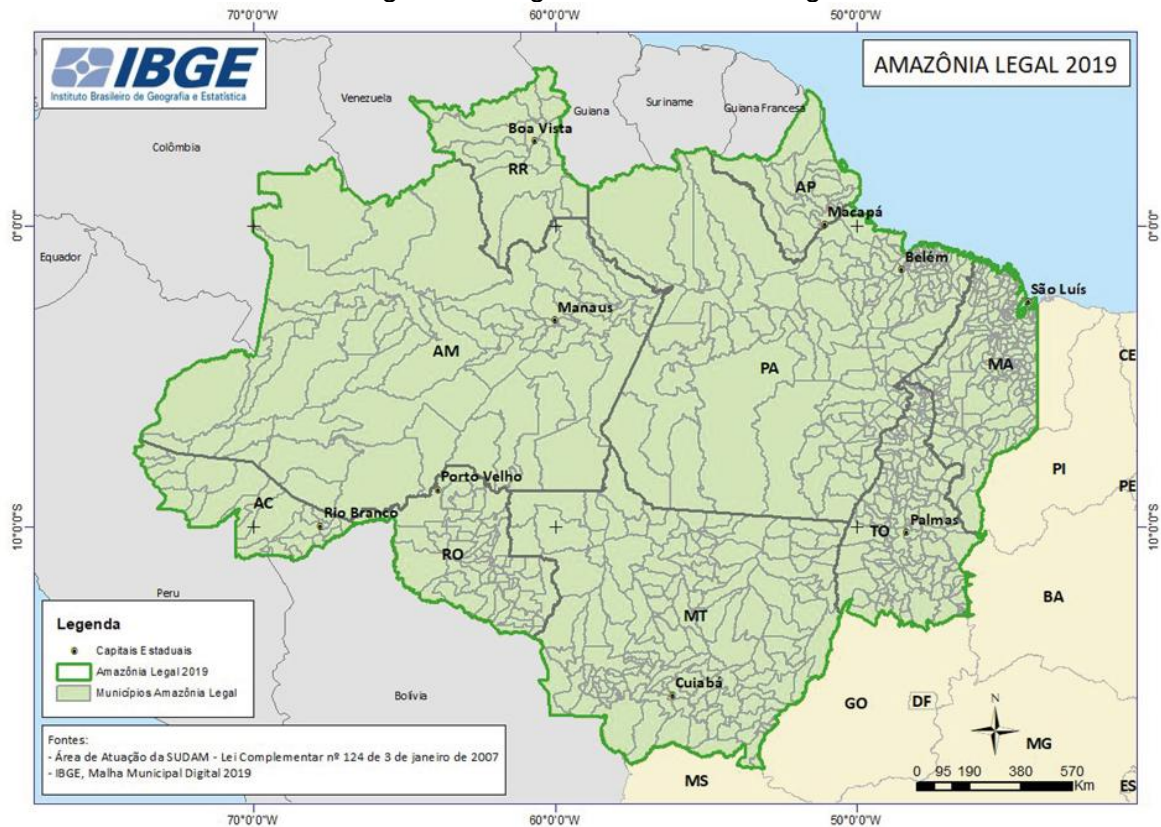 70°0'0"O 60°0'0"O 50°0'0"O
IBGE
Instituto Brasileiro de Geografia e Estatística
AMAZÔNIA LEGAL 2019
Venezuela
Guiana
Suriname
Guiana Francesa
Colômbia
Boa Vista
RR
AP
Macapá
0°0'0"
0°0'0"
Equador
Belém
São Luís
Manaus
AM
PA
MA
CE
Porto Velho
PI
PE
AC
Rio Branco
TO
Palmas
10°0'0"S
10°0'0"S
RO
Peru
BA
MT
Legenda
Capitais Estaduais
Amazônia Legal 2019
Municípios Amazônia Legal
Bolívia
Cuiabá
GO
DF
N
MG
Fontes:
- Área de Atuação da SUDAM - Lei Complementar nº 124 de 3 de janeiro de 2007
- IBGE, Malha Municipal Digital 2019
MS
0 95 190 380 570
Km
ES
70°0'0"O 60°0'0"O 50°0'0"O